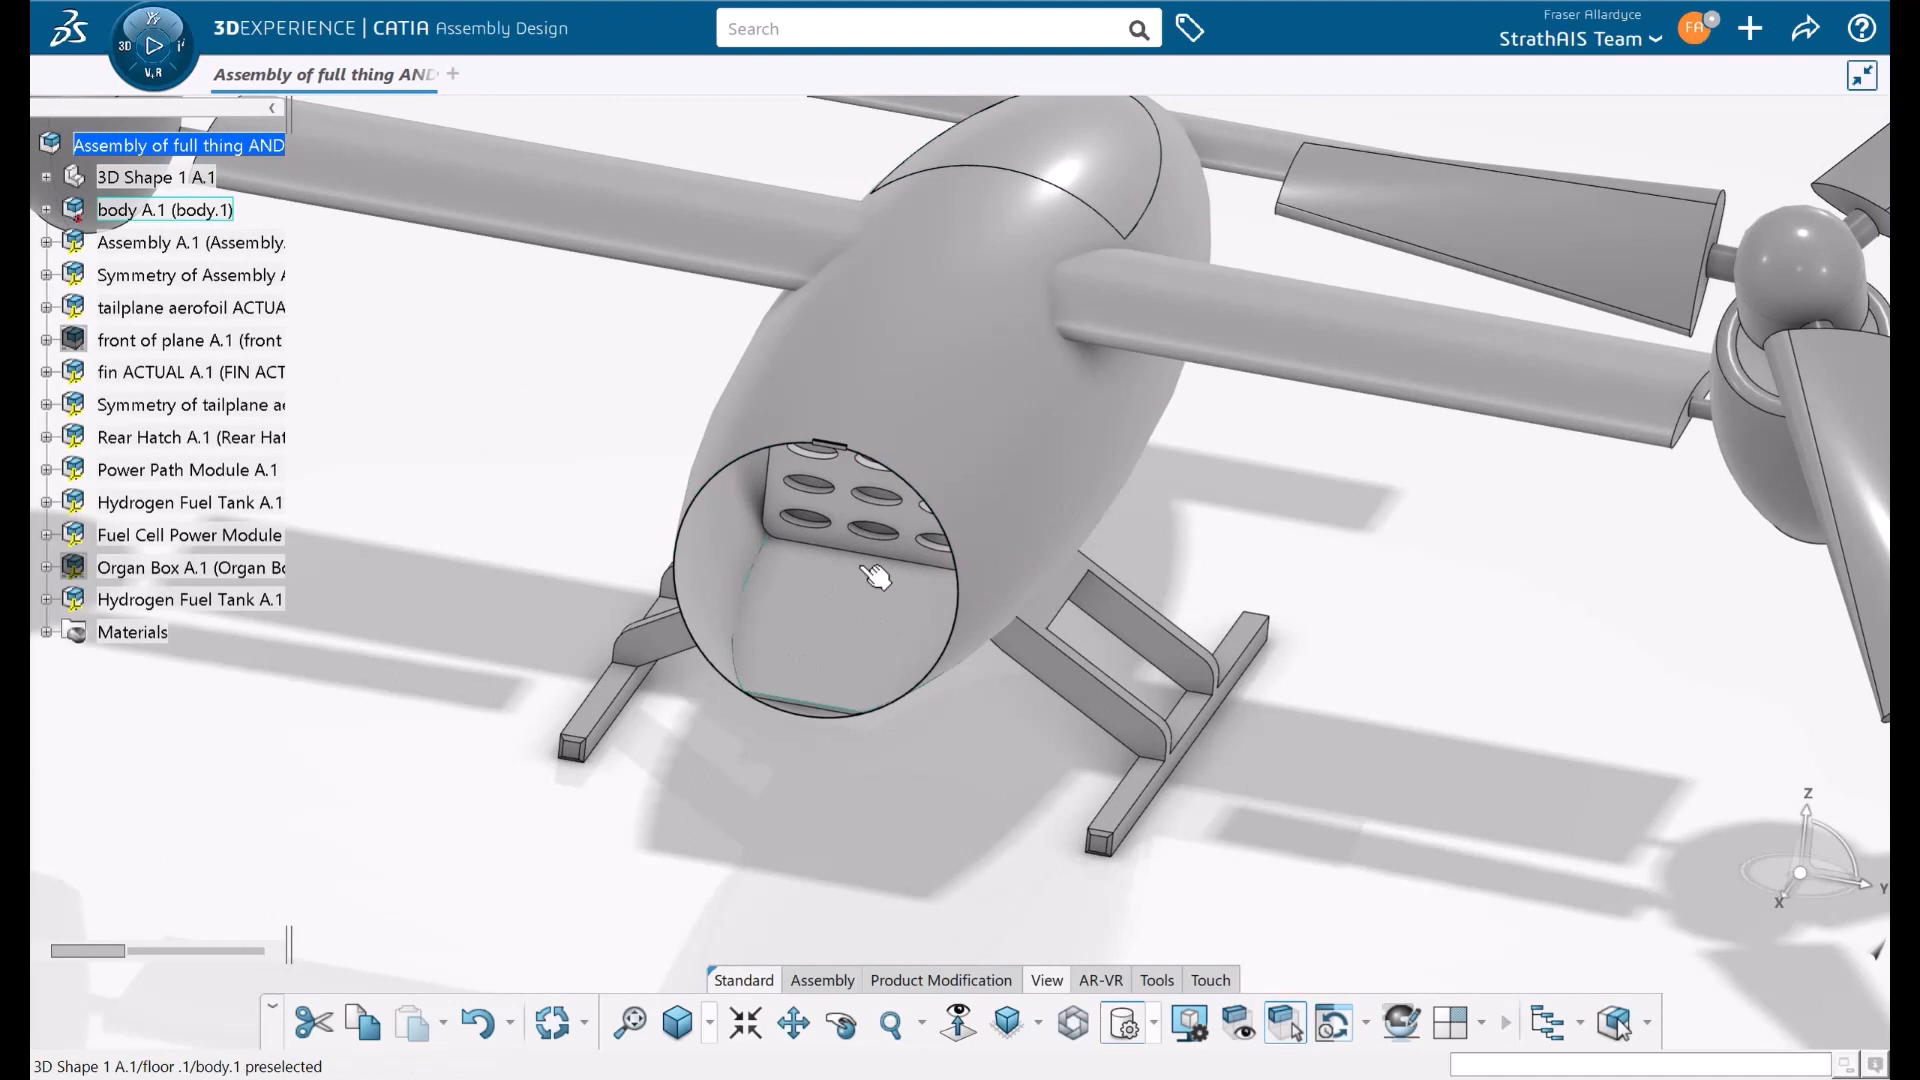 3DEXPERIENCE | CATIA Assembly Design
Search
Fraser Allardyce
StrathAIS Team
FA
3D
V.R
Assembly of full thing AND
Assembly of full thing AND
3D Shape 1 A.1
body A.1 (body.1)
Assembly A.1 (Assembly.
Symmetry of Assembly A
tailplane aerofoil ACTUA
front of plane A.1 (front
fin ACTUAL A.1 (FIN ACT
Symmetry of tailplane ae
Rear Hatch A.1 (Rear Hat
Power Path Module A.1
Hydrogen Fuel Tank A.1
Fuel Cell Power Module
Organ Box A.1 (Organ Bo
Hydrogen Fuel Tank A.1
Materials
Z
Y
X
Standard Assembly Product Modification View AR-VR Tools Touch
3D Shape 1 A.1/floor .1/body.1 preselected